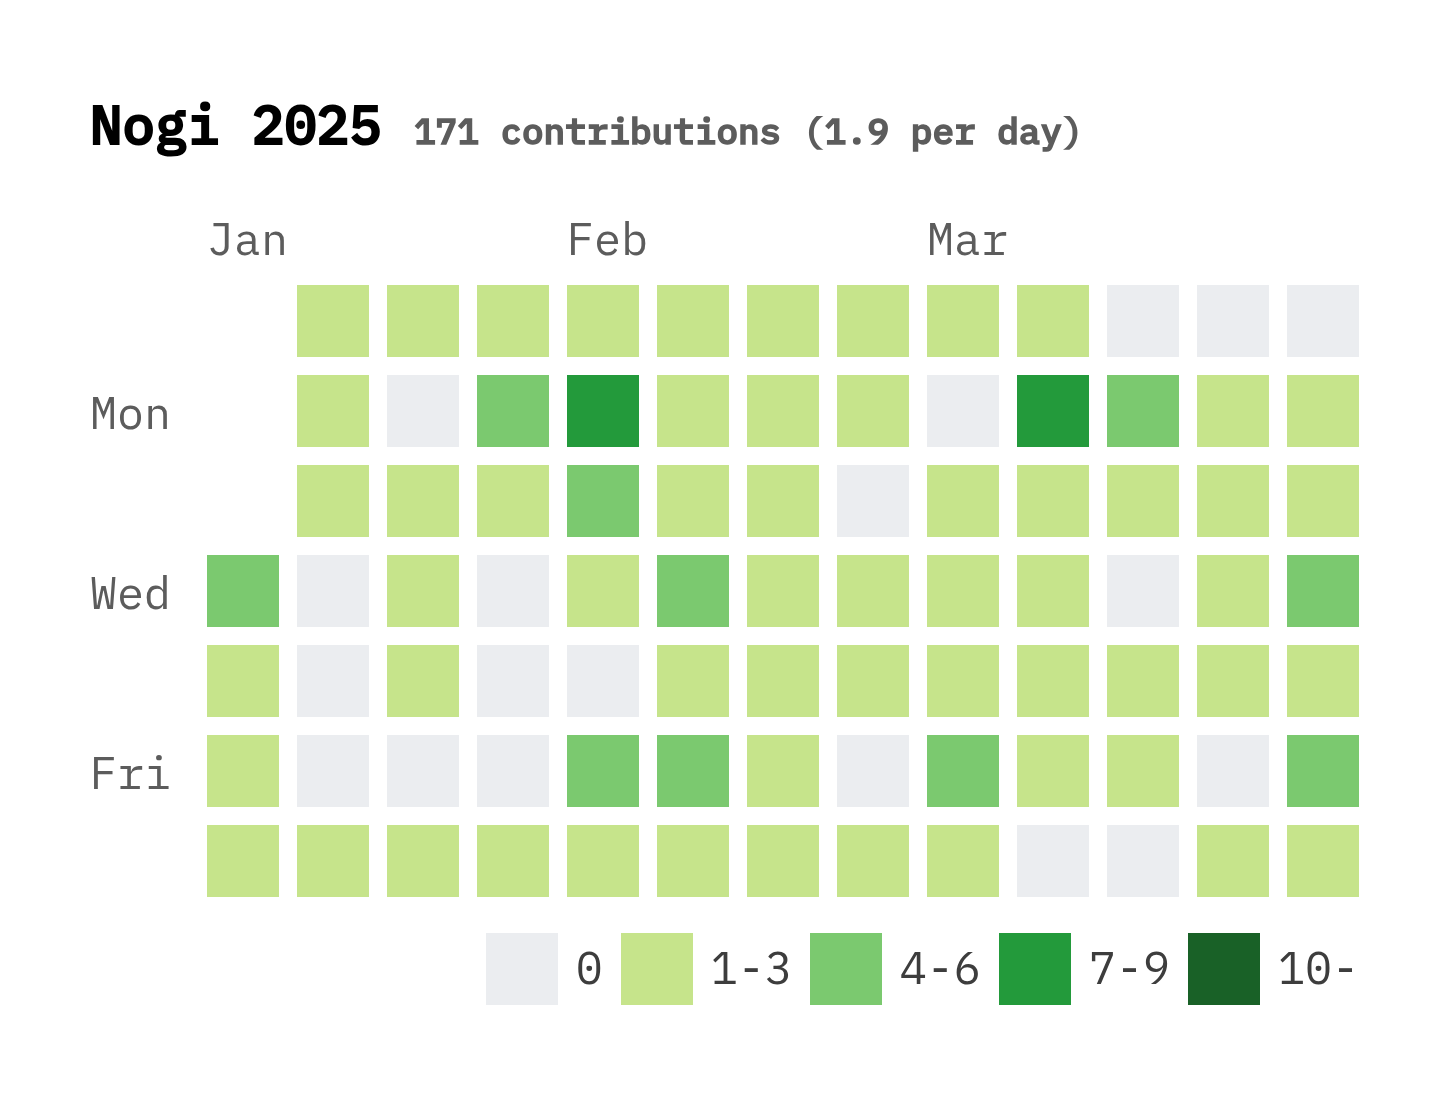 Nogi 2025 171 contributions (1.9 per day)
Jan Feb Mar
Mon
Wed
Fri
0 1-3 4-6 7-9 10-